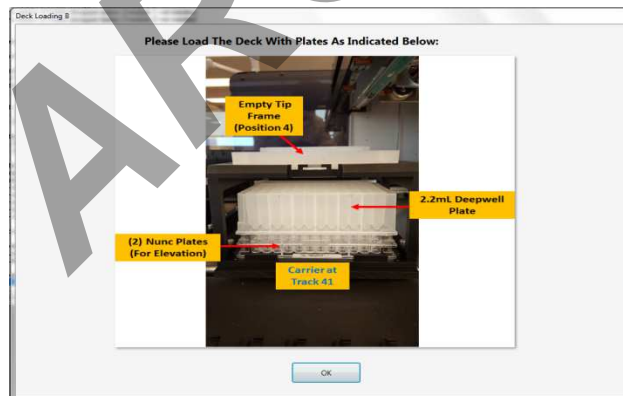 Deck Loading B
Please Load The Deck With Plates As Indicated Below:
Empty Tip
Frame
(Position 4)
2.2mL Deepwell
Plate
(2) Nunc Plates
(For Elevation)
Carrier at
Track 41
OK